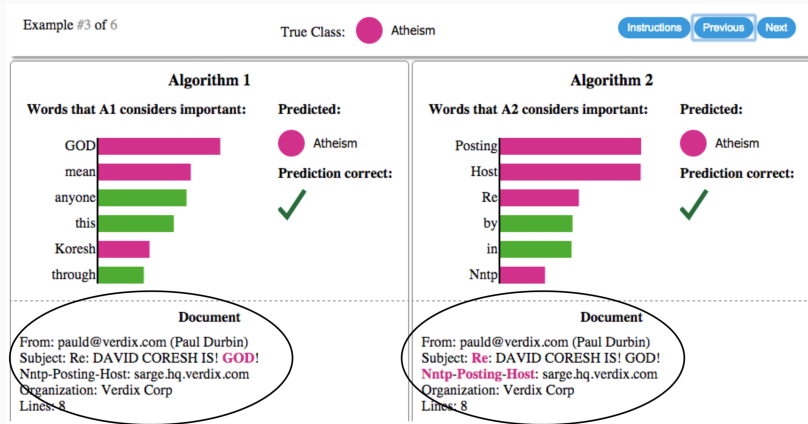 Example #3 of 6
True Class: Atheism
Instructions
Previous
Next
Algorithm 1
Words that A1 considers important:
Predicted:
GOD
mean
anyone
this
Koresh
through
Atheism
Prediction correct:
Document
From: pauld@verdix.com (Paul Durbin)
Subject: Re: DAVID CORESH IS! GOD!
Nntp-Posting-Host: sarge.hq.verdix.com
Organization: Verdix Corp
Lines: 8
Algorithm 2
Words that A2 considers important:
Predicted:
Posting
Host
Re
by
in
Nntp
Atheism
Prediction correct:
Document
From: pauld@verdix.com (Paul Durbin)
Subject: Re: DAVID CORESH IS! GOD!
Nntp-Posting-Host: sarge.hq.verdix.com
Organization: Verdix Corp
Lines: 8